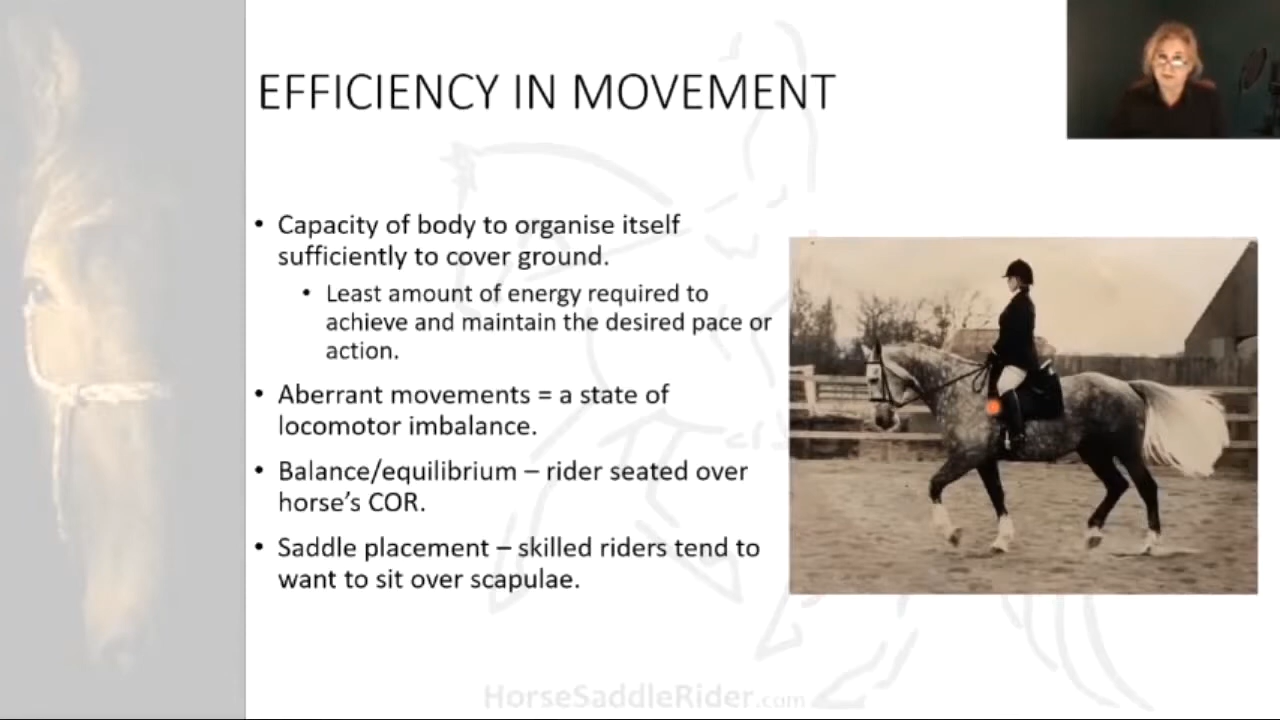 EFFICIENCY IN MOVEMENT
• Capacity of body to organise itself
sufficiently to cover ground.
• Least amount of energy required to
achieve and maintain the desired pace or
action.
• Aberrant movements = a state of
locomotor imbalance.
• Balance/equilibrium – rider seated over
horse's COR.
• Saddle placement – skilled riders tend to
want to sit over scapulae.
HorseSaddleRider.com